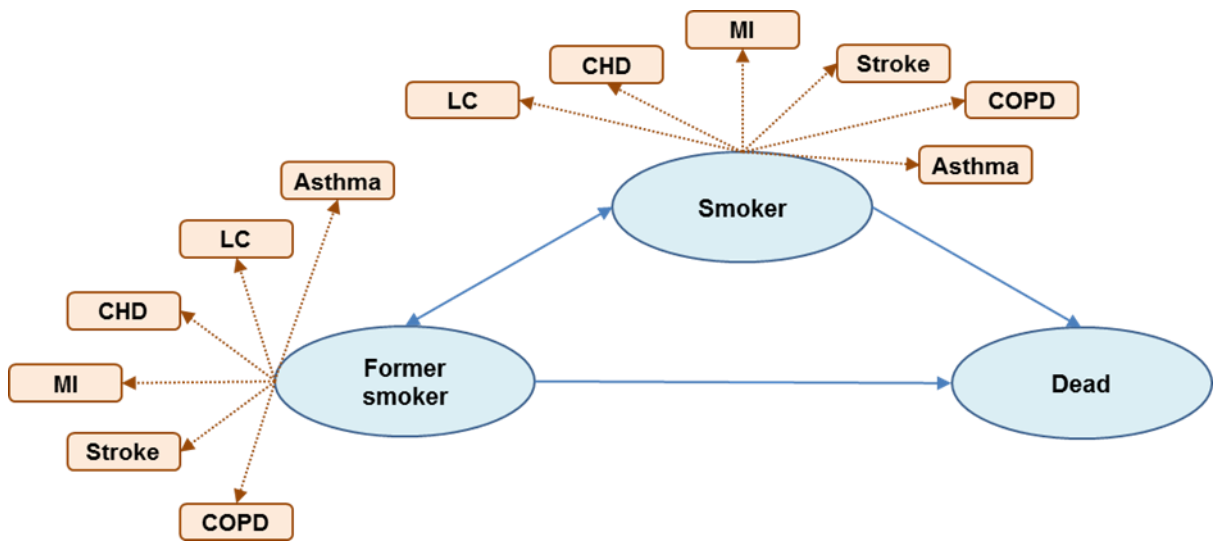 MI
CHD
Stroke
LC
COPD
Asthma
Smoker
Asthma
LC
CHD
MI
Stroke
COPD
Former
smoker
Dead